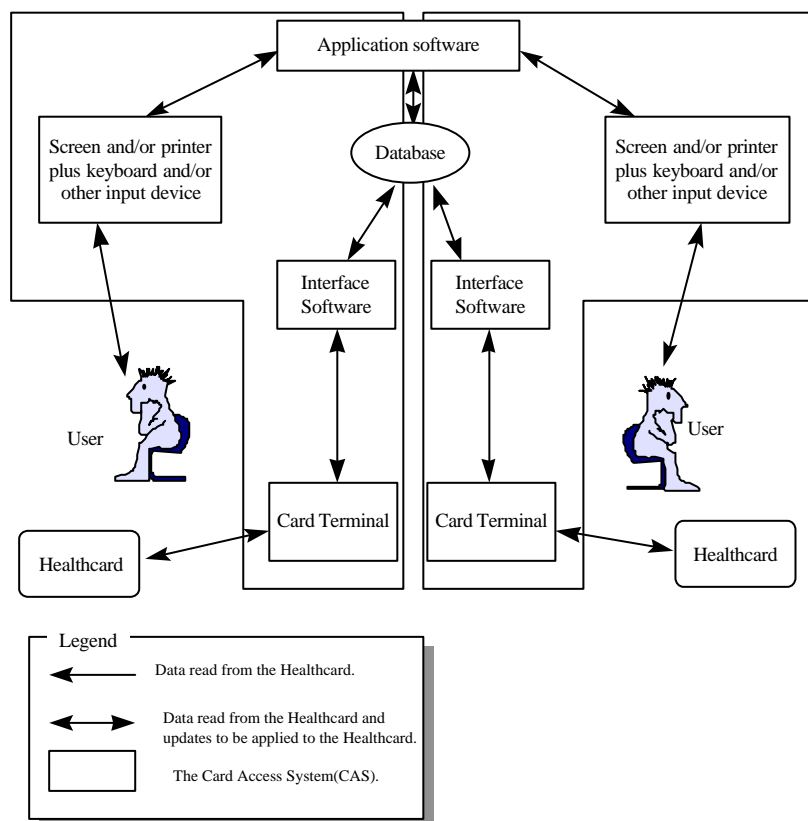 Application software
Screen and/or printer
plus keyboard and/or
other input device
Database
Screen and/or printer
plus keyboard and/or
other input device
Interface
Software
Interface
Software
User
User
Card Terminal
Card Terminal
Healthcard
Healthcard
Legend
Data read from the Healthcard.
Data read from the Healthcard and
updates to be applied to the Healthcard.
The Card Access System(CAS).